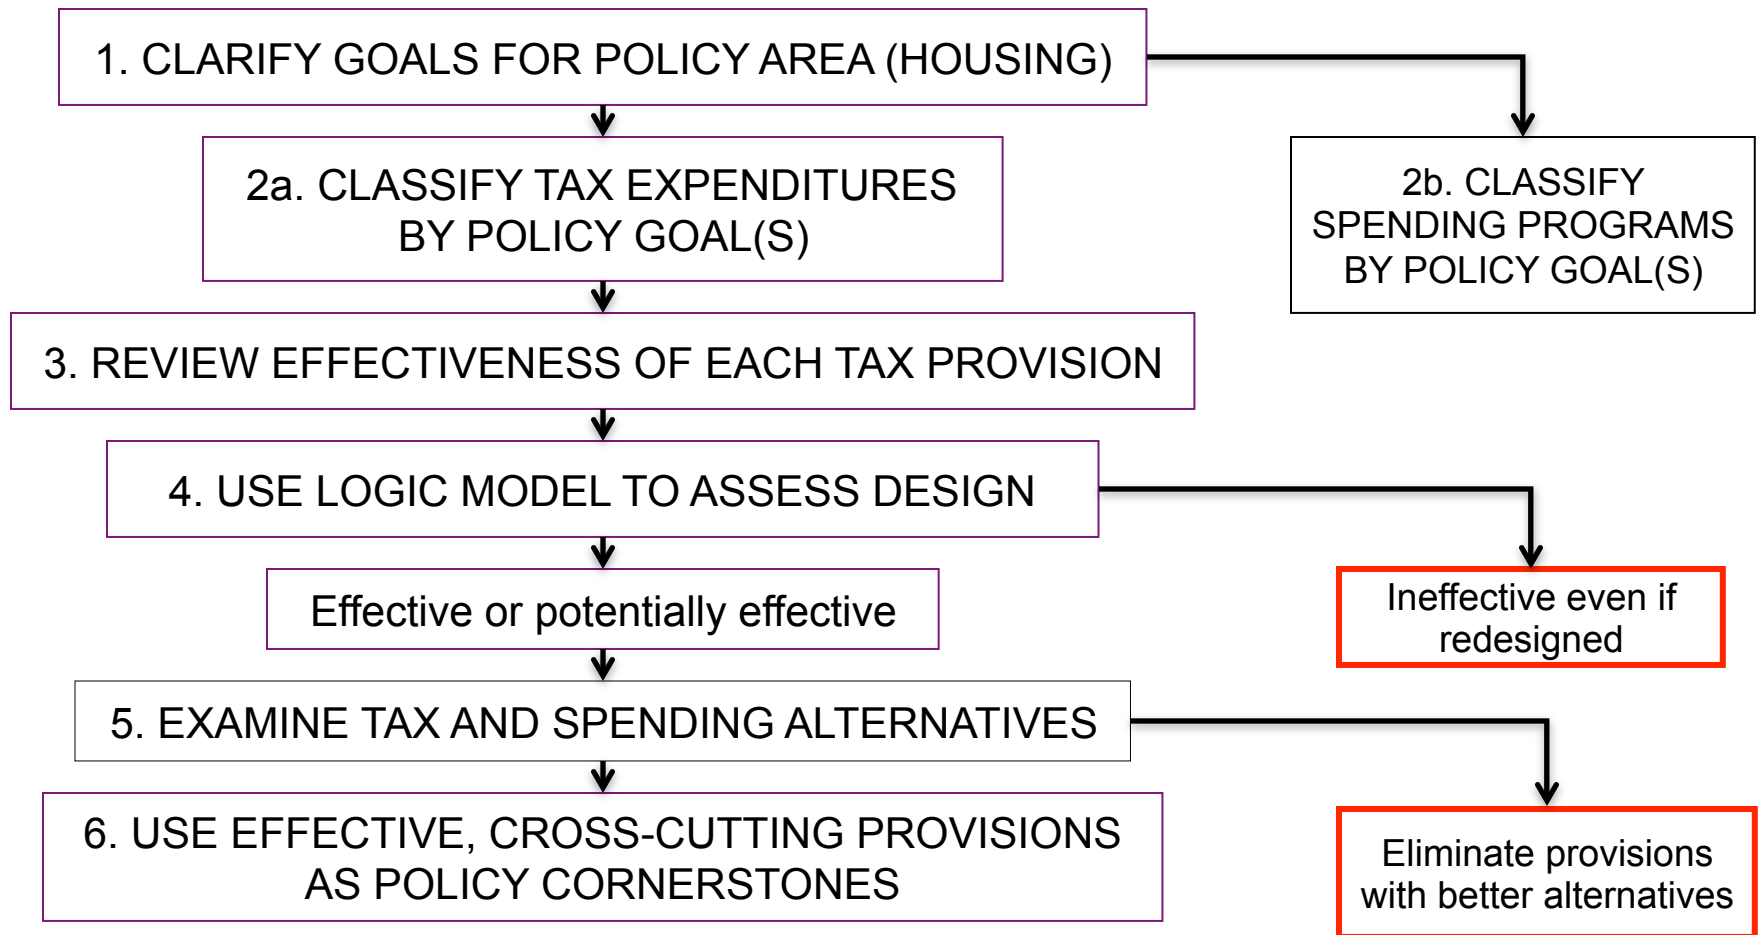 1. CLARIFY GOALS FOR POLICY AREA (HOUSING)
2a. CLASSIFY TAX EXPENDITURES
BY POLICY GOAL(S)
2b. CLASSIFY
SPENDING PROGRAMS
BY POLICY GOAL(S)
3. REVIEW EFFECTIVENESS OF EACH TAX PROVISION
4. USE LOGIC MODEL TO ASSESS DESIGN
Effective or potentially effective
Ineffective even if
redesigned
5. EXAMINE TAX AND SPENDING ALTERNATIVES
6. USE EFFECTIVE, CROSS-CUTTING PROVISIONS
AS POLICY CORNERSTONES
Eliminate provisions
with better alternatives